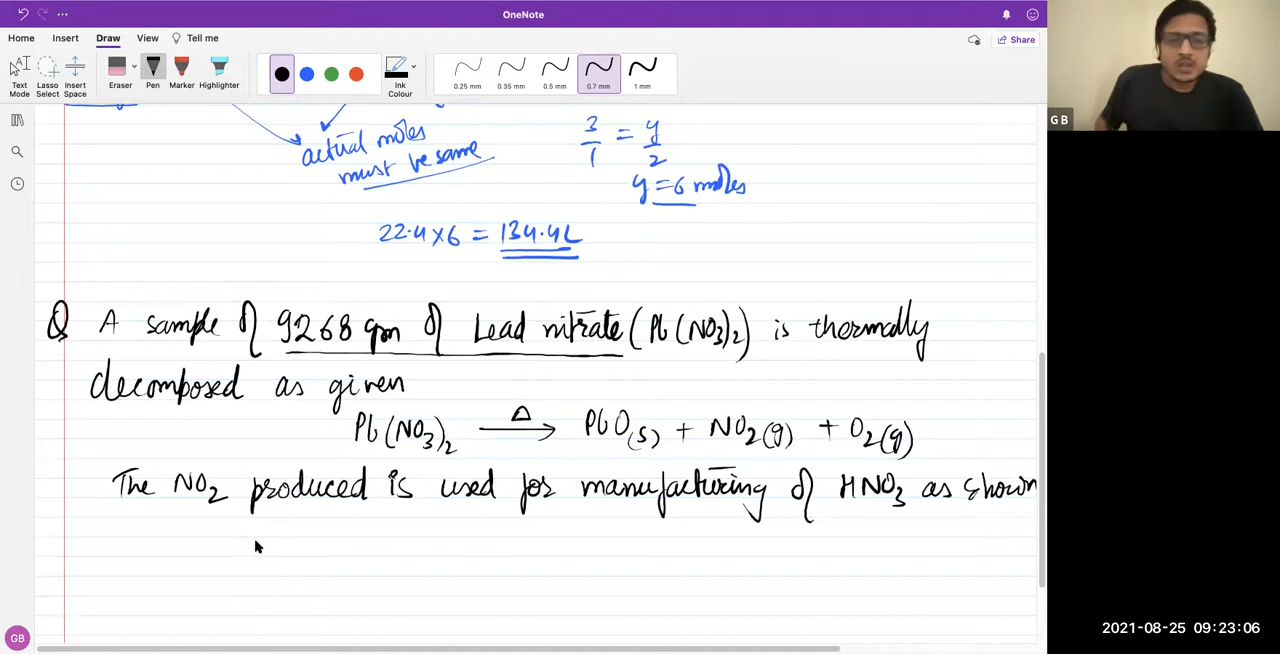 OneNote
Home Insert Draw View Tell me
Share
Text Mode Lasso Select Insert Space Eraser Pen Marker Highlighter Ink Colour 0.25 mm 0.35 mm 0.5 mm 0.7 mm 1 mm
GB
actual moles
must be same
3/1 = y/2
y = 6 moles
22.4×6 = 134.4L
Q A sample of 9268 gm of Lead nitrate (Pb(NO3)2) is thermally
decomposed as given
Pb(NO3)2 —Δ→ PbO(s) + NO2(g) + O2(g)
The NO2 produced is used for manufacturing of HNO3 as shown
GB
2021-08-25 09:23:06